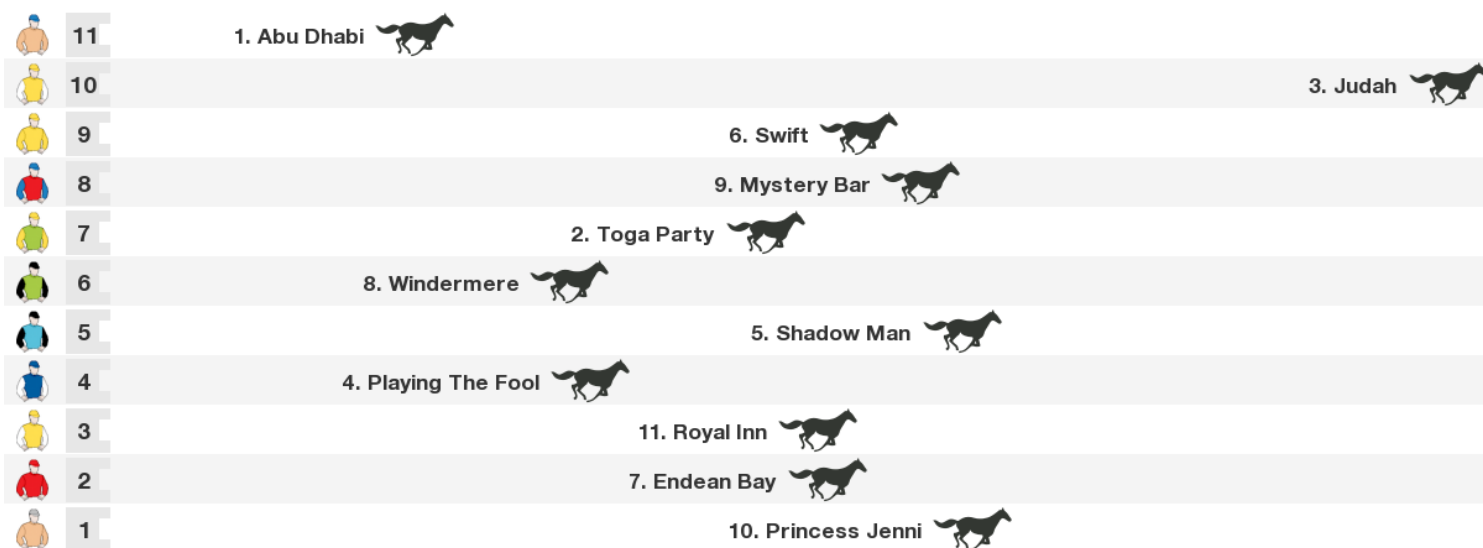 11 1. Abu Dhabi
10 3. Judah
9 6. Swift
8 9. Mystery Bar
7 2. Toga Party
6 8. Windermere
5 5. Shadow Man
4 4. Playing The Fool
3 11. Royal Inn
2 7. Endean Bay
1 10. Princess Jenni